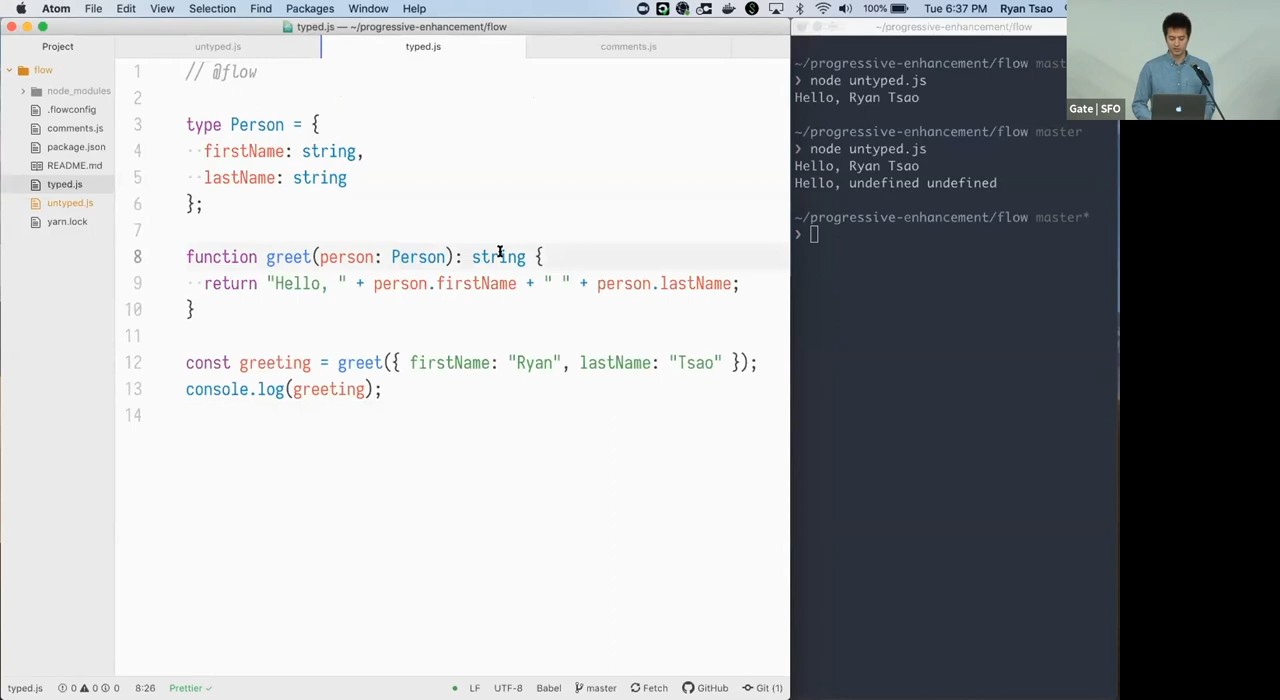 Atom File Edit View Selection Find Packages Window Help 100% Tue 6:37 PM Ryan Tsao
typed.js — ~/progressive-enhancement/flow
Project
untyped.js
typed.js
comments.js
flow
node_modules
.flowconfig
comments.js
package.json
README.md
typed.js
untyped.js
yarn.lock
1 // @flow
2
3 type Person = {
4 ··firstName: string,
5 ··lastName: string
6 };
7
8 function greet(person: Person): string {
9 ··return "Hello, " + person.firstName + " " + person.lastName;
10 }
11
12 const greeting = greet({ firstName: "Ryan", lastName: "Tsao" });
13 console.log(greeting);
14
typed.js 0 0 0 8:26 Prettier ✓ LF UTF-8 Babel master Fetch GitHub Git (1)
~/progressive-enhancement/flow
~/progressive-enhancement/flow mast
❯ node untyped.js
Hello, Ryan Tsao
~/progressive-enhancement/flow master
❯ node untyped.js
Hello, Ryan Tsao
Hello, undefined undefined
~/progressive-enhancement/flow master*
❯
Gate | SFO